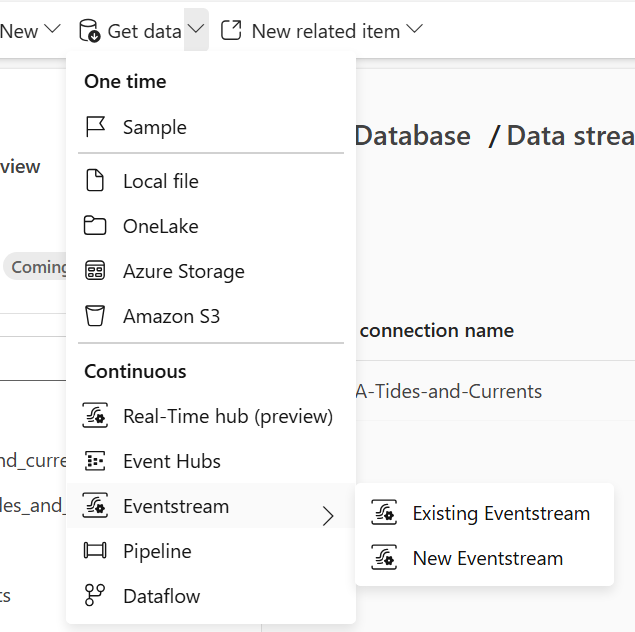 New
Get data
New related item
One time
Sample
Local file
OneLake
Azure Storage
Amazon S3
Continuous
Real-Time hub (preview)
Event Hubs
Eventstream
Pipeline
Dataflow
Existing Eventstream
New Eventstream
view
Coming
Database / Data strea
connection name
A-Tides-and-Currents
nd_curre
les_and_
ts